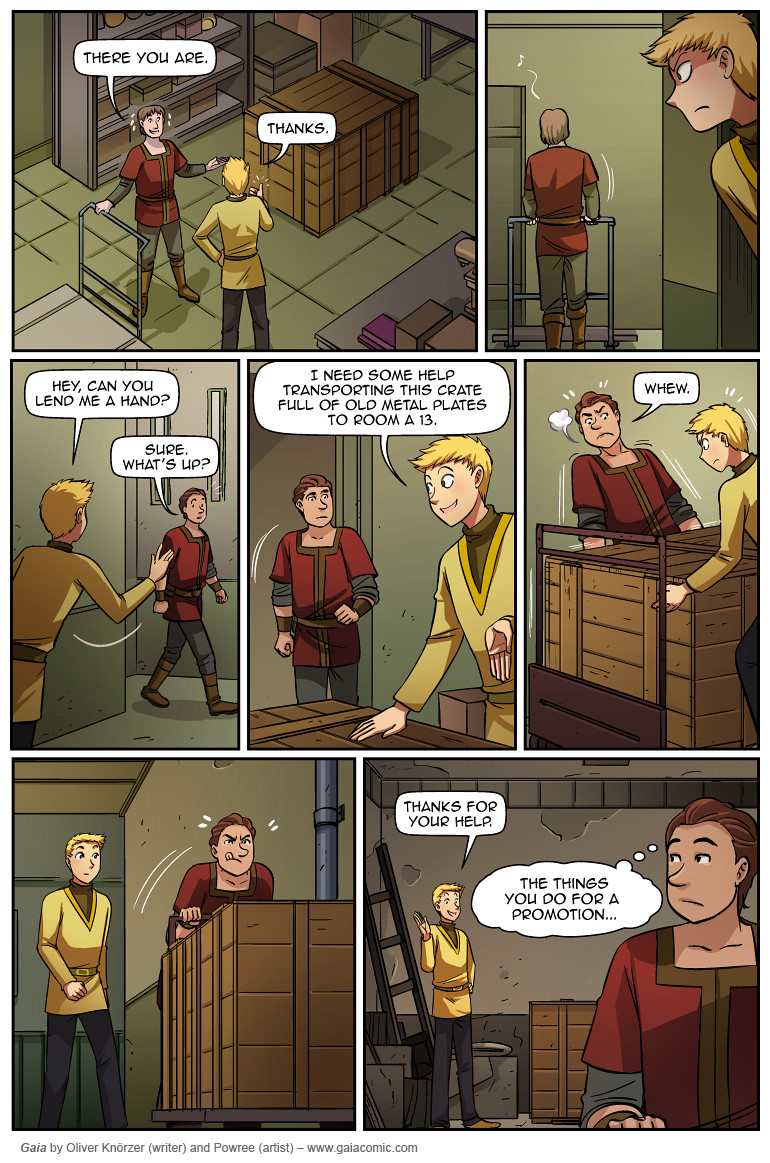 THERE YOU ARE.
THANKS.
HEY, CAN YOU
LEND ME A HAND?
SURE.
WHAT'S UP?
I NEED SOME HELP
TRANSPORTING THIS CRATE
FULL OF OLD METAL PLATES
TO ROOM A 13.
WHEW.
THANKS FOR
YOUR HELP.
THE THINGS
YOU DO FOR A
PROMOTION...
Gaia by Oliver Knörzer (writer) and Powree (artist) – www.gaiacomic.com